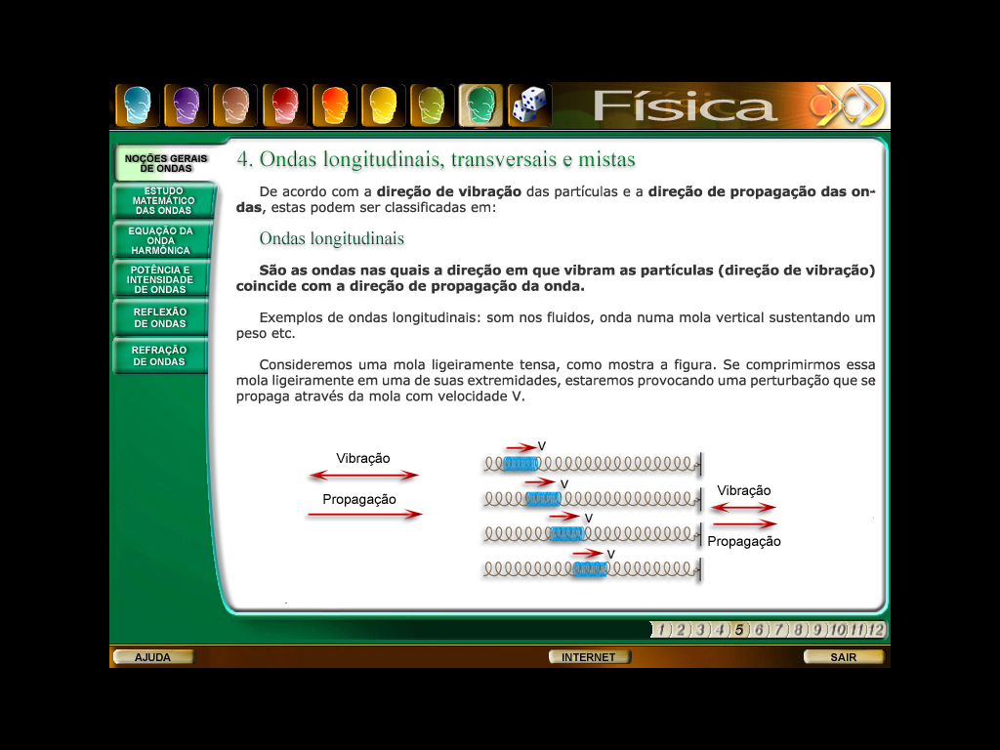 Física
NOÇÕES GERAIS
DE ONDAS
ESTUDO
MATEMÁTICO
DAS ONDAS
EQUAÇÃO DA
ONDA
HARMÔNICA
POTÊNCIA E
INTENSIDADE
DE ONDAS
REFLEXÃO
DE ONDAS
REFRAÇÃO
DE ONDAS
4. Ondas longitudinais, transversais e mistas
De acordo com a direção de vibração das partículas e a direção de propagação das on-
das, estas podem ser classificadas em:
Ondas longitudinais
São as ondas nas quais a direção em que vibram as partículas (direção de vibração)
coincide com a direção de propagação da onda.
Exemplos de ondas longitudinais: som nos fluidos, onda numa mola vertical sustentando um
peso etc.
Consideremos uma mola ligeiramente tensa, como mostra a figura. Se comprimirmos essa
mola ligeiramente em uma de suas extremidades, estaremos provocando uma perturbação que se
propaga através da mola com velocidade V.
Vibração
Propagação
V
V
V
V
Vibração
Propagação
1 2 3 4 5 6 7 8 9 10 11 12
AJUDA
INTERNET
SAIR